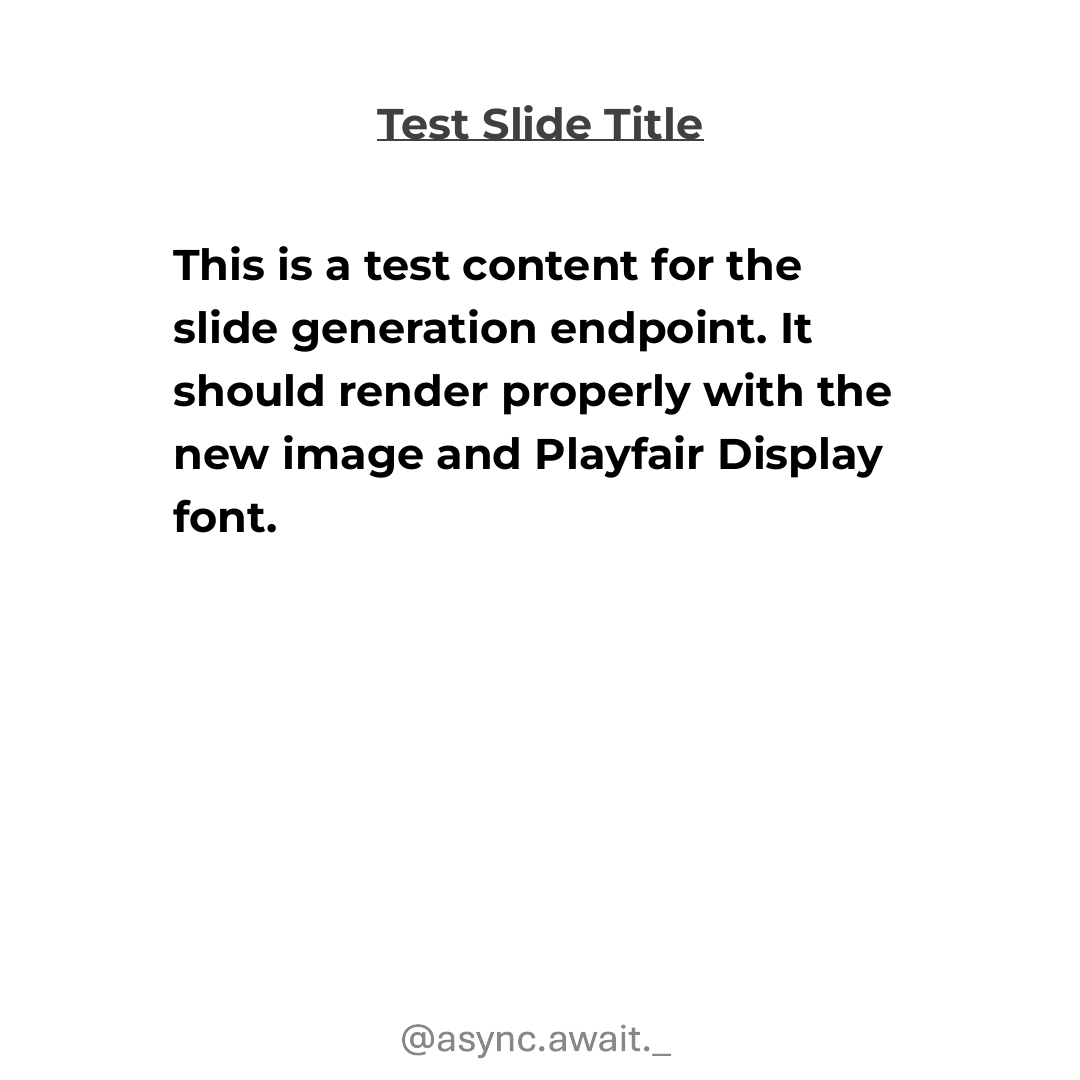 Test Slide Title
This is a test content for the
slide generation endpoint. It
should render properly with the
new image and Playfair Display
font.
@async.await._